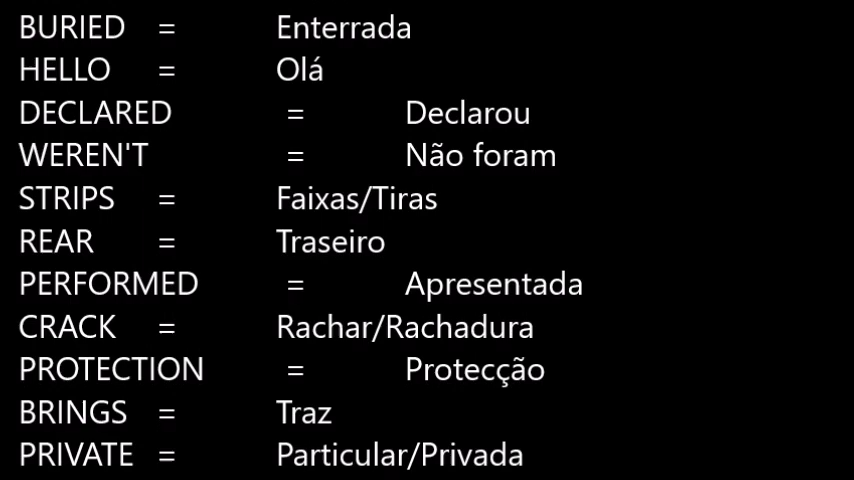 BURIED = Enterrada
HELLO = Olá
DECLARED = Declarou
WEREN'T = Não foram
STRIPS = Faixas/Tiras
REAR = Traseiro
PERFORMED = Apresentada
CRACK = Rachar/Rachadura
PROTECTION = Protecção
BRINGS = Traz
PRIVATE = Particular/Privada